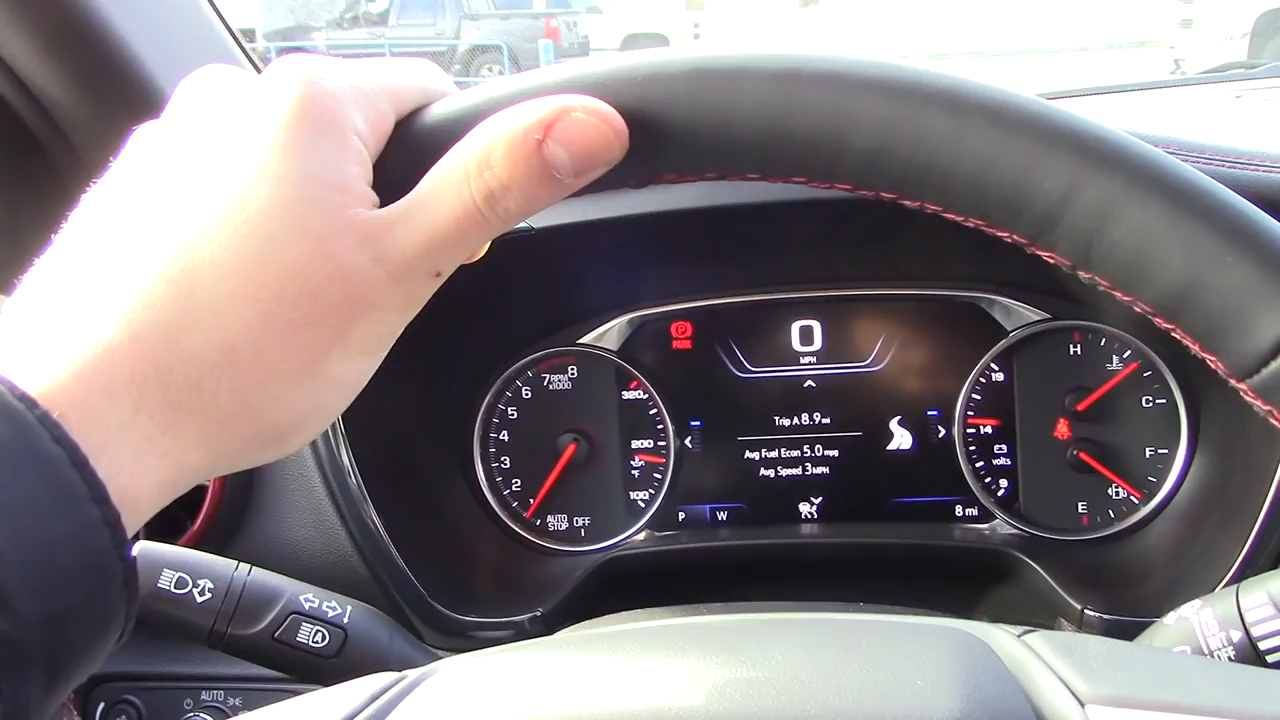 PARK
0
MPH
Trip A 8.9 mi
Avg Fuel Econ 5.0 mpg
Avg Speed 3 MPH
P W
8 mi
8
7
6
5
4
3
2
RPM
x1000
AUTO
STOP
OFF
320
200
°F
100
19
14
volts
9
H
C
F
E
A
AUTO
INT
OFF